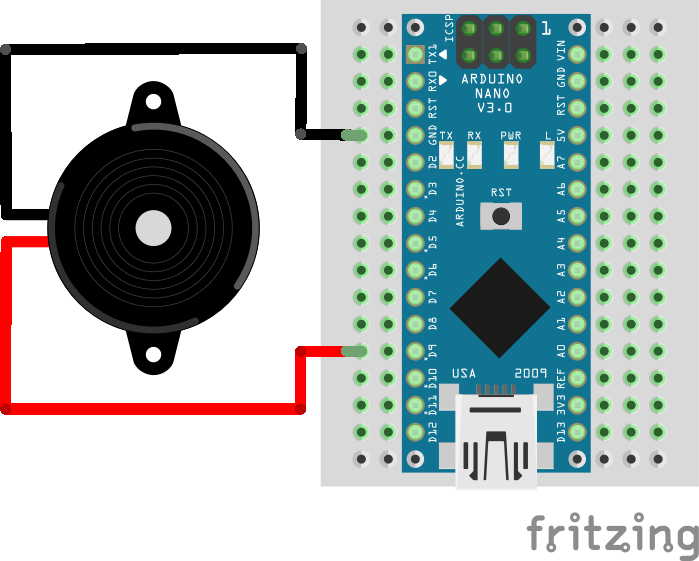 ICSP
1
TX1
RX0
RST
GND
D2
D3
D4
D5
D6
D7
D8
D9
D10
D11
D12
ARDUINO
NANO
V3.0
TX RX PWR L
ARDUINO.CC
RST
USA 2009
VIN
GND
RST
5V
A7
A6
A5
A4
A3
A2
A1
A0
REF
3V3
D13
fritzing